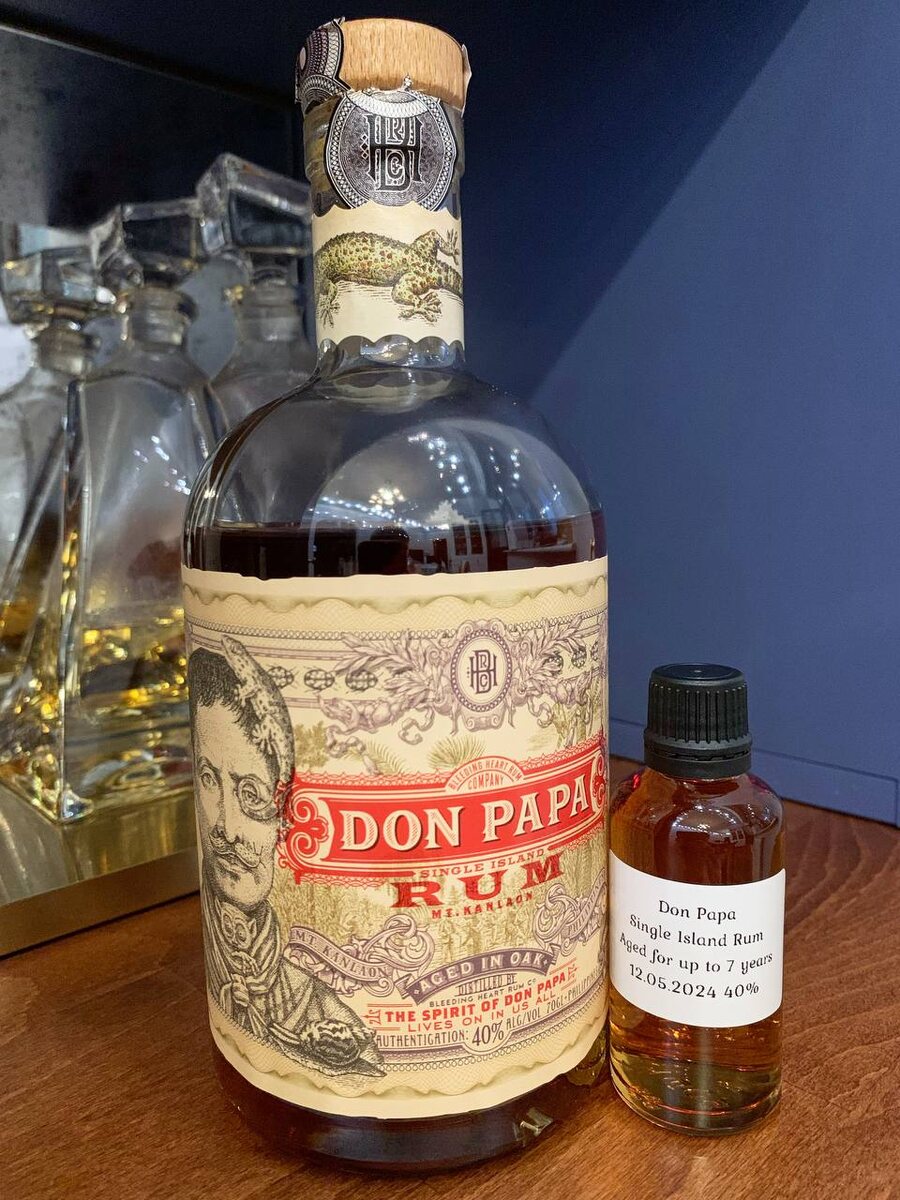 BLEEDING HEART RUM
COMPANY
DON PAPA
SINGLE ISLAND
RUM
MT. KANLAON
MT KANLAON
AGED IN OAK
DISTILLED BY
BLEEDING HEART RUM CO
THE SPIRIT OF DON PAPA
LIVES ON IN US ALL
AUTHENTICATION: 40% ALC/VOL 70CL PHILIPPINES
Don Papa
Single Island Rum
Aged for up to 7 years
12.05.2024 40%